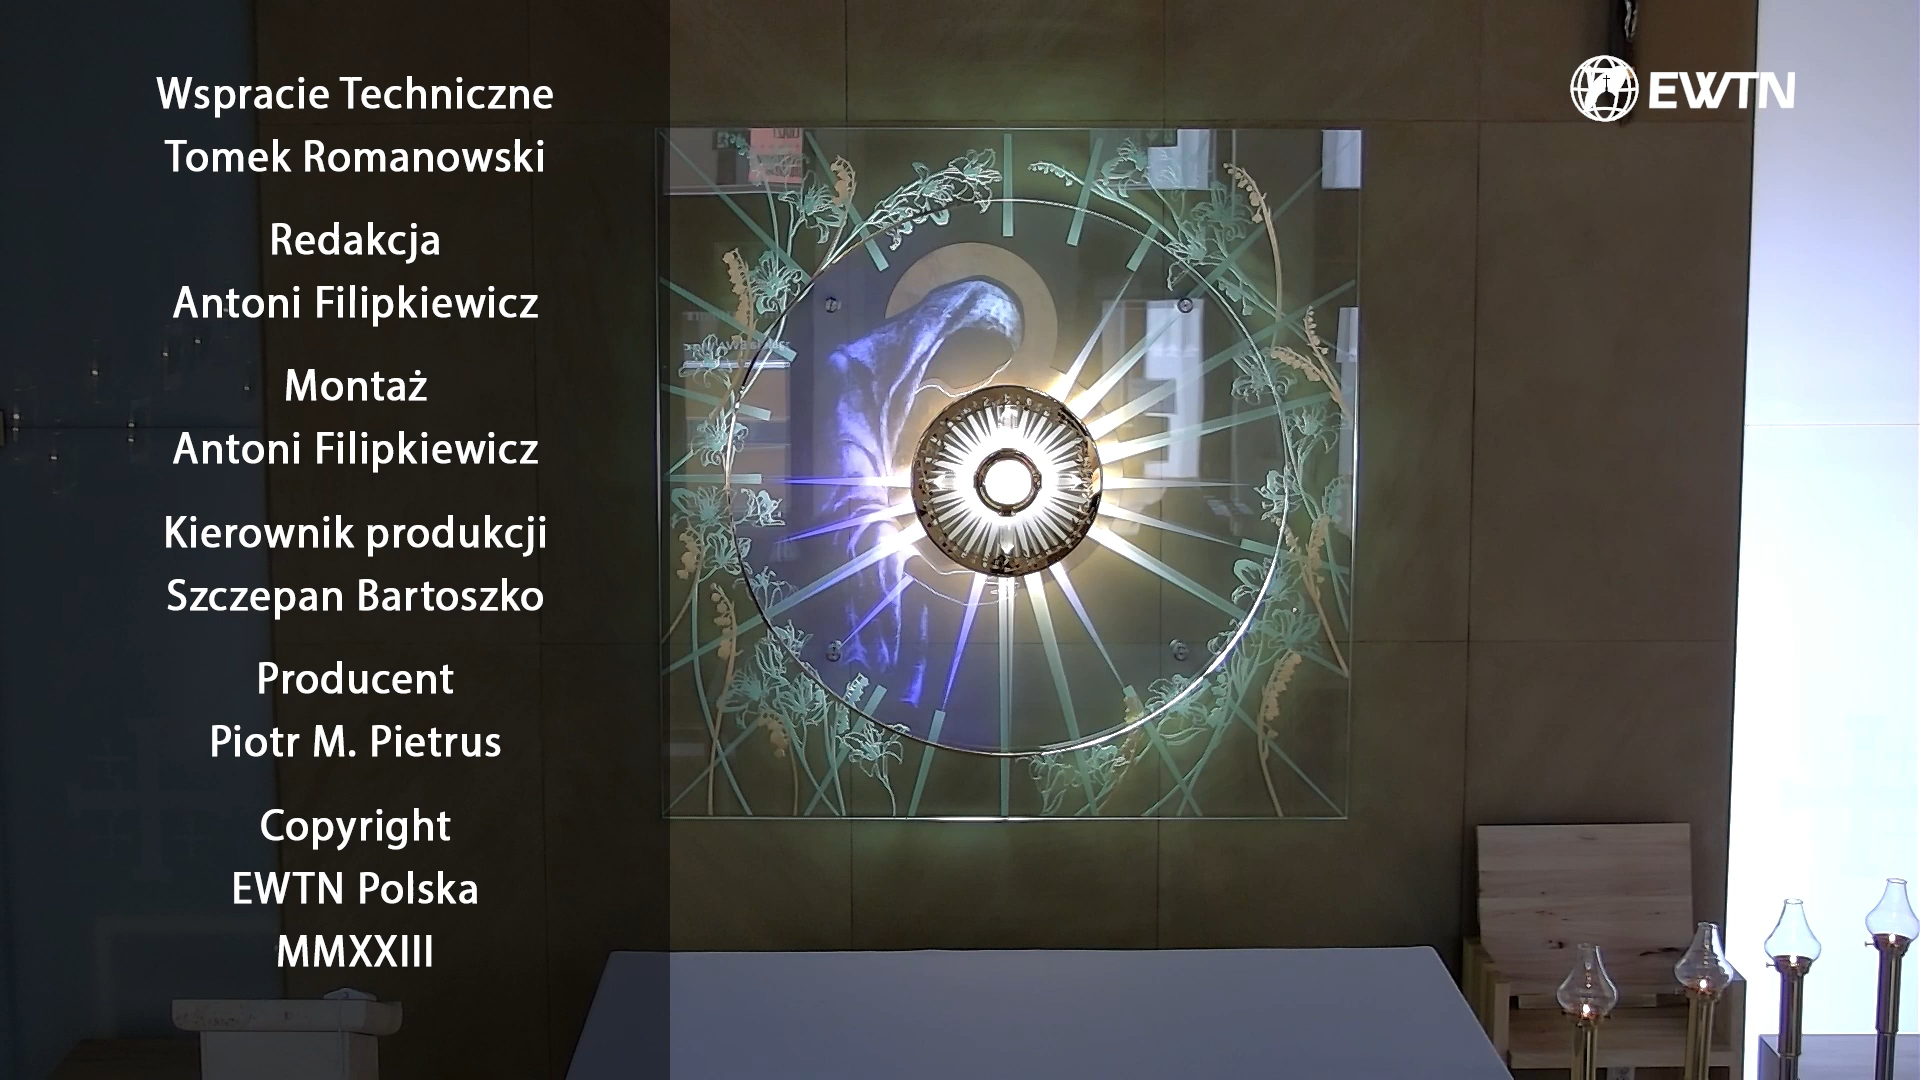 Wspracie Techniczne
Tomek Romanowski
Redakcja
Antoni Filipkiewicz
Montaż
Antoni Filipkiewicz
Kierownik produkcji
Szczepan Bartoszko
Producent
Piotr M. Pietrus
Copyright
EWTN Polska
MMXXIII
EWTN